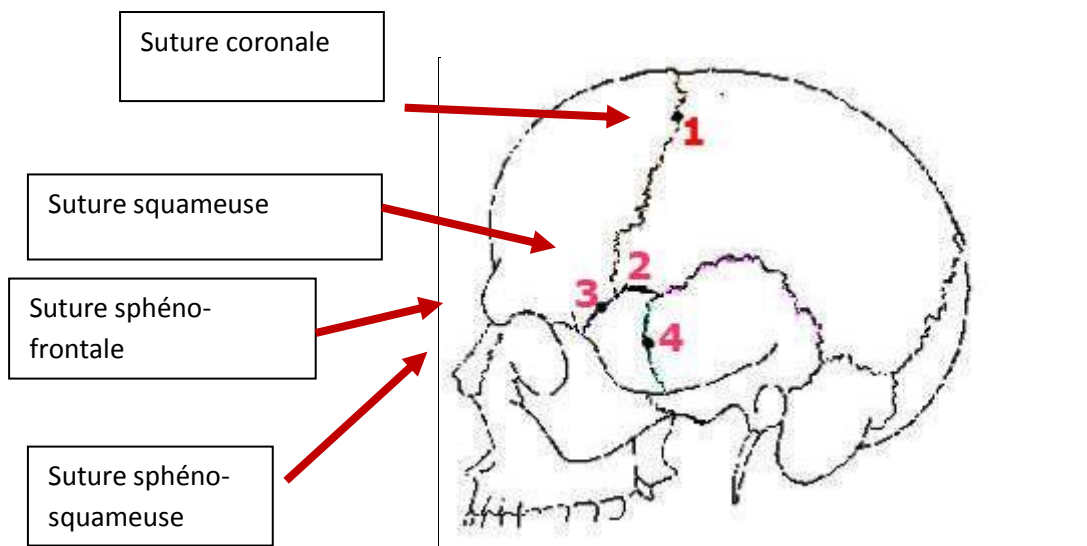 Suture coronale
1
Suture squameuse
2
3
Suture sphéno-
frontale
4
Suture sphéno-
squameuse